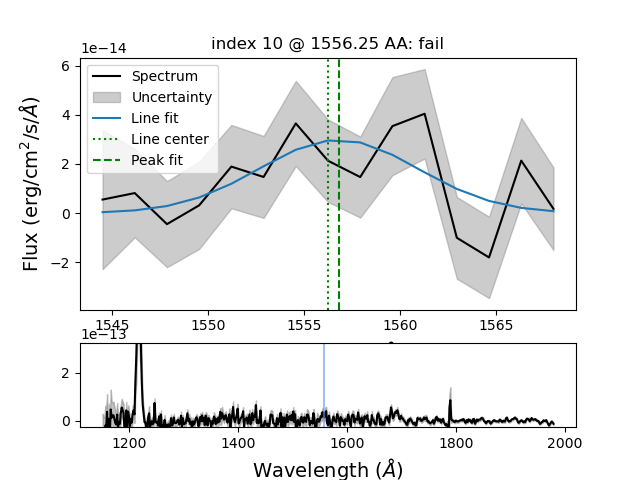 index 10 @ 1556.25 AA: fail
1e−14
Spectrum
Uncertainty
Line fit
Line center
Peak fit
6
4
2
0
−2
Flux (erg/cm²/s/Å)
1545 1550 1555 1560 1565
1e−13
2
0
1200 1400 1600 1800 2000
Wavelength (Å)